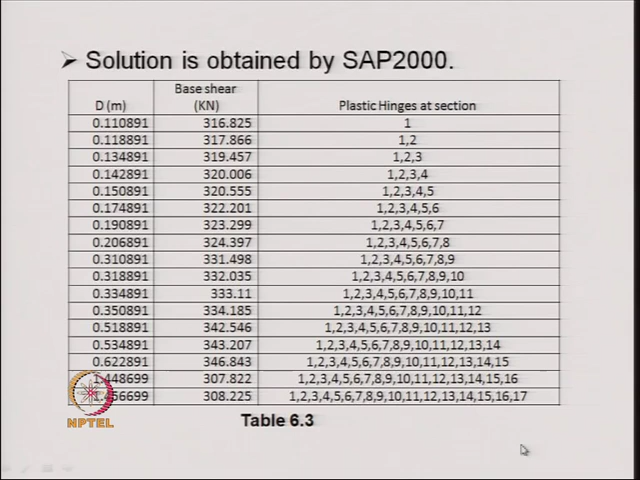 Solution is obtained by SAP2000.
D (m) Base shear (KN) Plastic Hinges at section
0.110891 316.825 1
0.118891 317.866 1,2
0.134891 319.457 1,2,3
0.142891 320.006 1,2,3,4
0.150891 320.555 1,2,3,4,5
0.174891 322.201 1,2,3,4,5,6
0.190891 323.299 1,2,3,4,5,6,7
0.206891 324.397 1,2,3,4,5,6,7,8
0.310891 331.498 1,2,3,4,5,6,7,8,9
0.318891 332.035 1,2,3,4,5,6,7,8,9,10
0.334891 333.11 1,2,3,4,5,6,7,8,9,10,11
0.350891 334.185 1,2,3,4,5,6,7,8,9,10,11,12
0.518891 342.546 1,2,3,4,5,6,7,8,9,10,11,12,13
0.534891 343.207 1,2,3,4,5,6,7,8,9,10,11,12,13,14
0.622891 346.843 1,2,3,4,5,6,7,8,9,10,11,12,13,14,15
1.448699 307.822 1,2,3,4,5,6,7,8,9,10,11,12,13,14,15,16
1.456699 308.225 1,2,3,4,5,6,7,8,9,10,11,12,13,14,15,16,17
NPTEL
Table 6.3